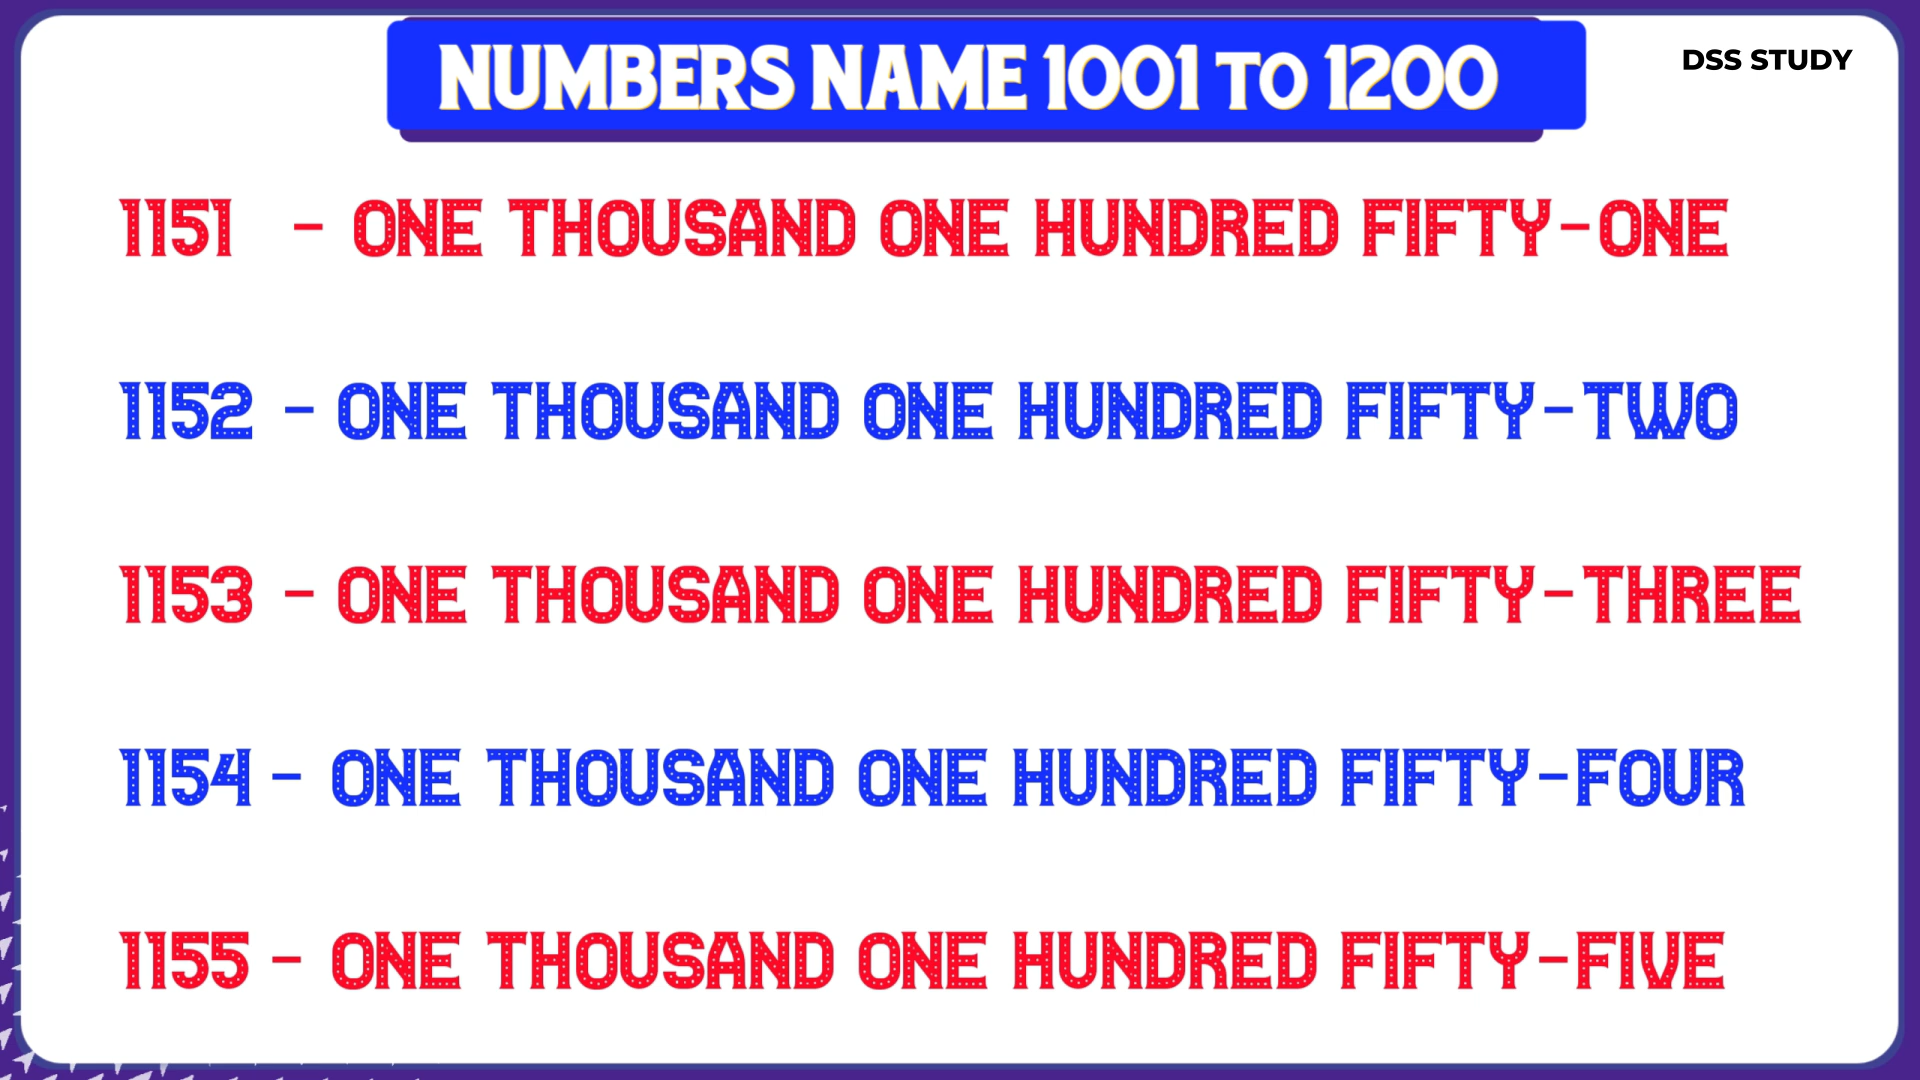 NUMBERS NAME 1001 TO 1200
DSS STUDY
1151 - ONE THOUSAND ONE HUNDRED FIFTY-ONE
1152 - ONE THOUSAND ONE HUNDRED FIFTY-TWO
1153 - ONE THOUSAND ONE HUNDRED FIFTY-THREE
1154 - ONE THOUSAND ONE HUNDRED FIFTY-FOUR
1155 - ONE THOUSAND ONE HUNDRED FIFTY-FIVE